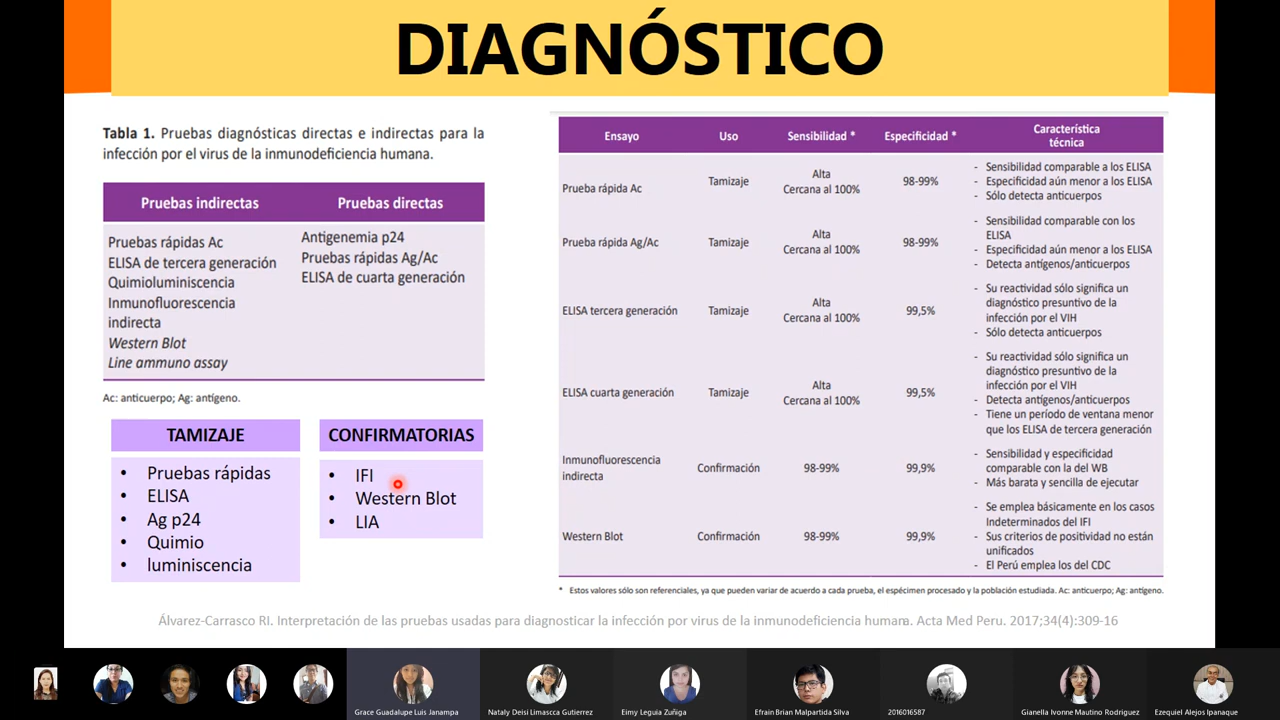 DIAGNÓSTICO
Tabla 1. Pruebas diagnósticas directas e indirectas para la
infección por el virus de la inmunodeficiencia humana.
Pruebas indirectas
Pruebas directas
Pruebas rápidas Ac
ELISA de tercera generación
Quimioluminiscencia
Inmunofluorescencia
indirecta
Western Blot
Line ammuno assay
Antigenemia p24
Pruebas rápidas Ag/Ac
ELISA de cuarta generación
Ac: anticuerpo; Ag: antígeno.
TAMIZAJE
• Pruebas rápidas
• ELISA
• Ag p24
• Quimio
• luminiscencia
CONFIRMATORIAS
• IFI
• Western Blot
• LIA
Ensayo
Uso
Sensibilidad *
Especificidad *
Característica
técnica
Prueba rápida Ac
Tamizaje
Alta
Cercana al 100%
98-99%
- Sensibilidad comparable a los ELISA
- Especificidad aún menor a los ELISA
- Sólo detecta anticuerpos
Prueba rápida Ag/Ac
Tamizaje
Alta
Cercana al 100%
98-99%
- Sensibilidad comparable con los
ELISA
- Especificidad aún menor a los ELISA
- Detecta antígenos/anticuerpos
ELISA tercera generación
Tamizaje
Alta
Cercana al 100%
99,5%
- Su reactividad sólo significa un
diagnóstico presuntivo de la
infección por el VIH
- Sólo detecta anticuerpos
ELISA cuarta generación
Tamizaje
Alta
Cercana al 100%
99,5%
- Su reactividad sólo significa un
diagnóstico presuntivo de la
infección por el VIH
- Detecta antígenos/anticuerpos
- Tiene un período de ventana menor
que los ELISA de tercera generación
Inmunofluorescencia
indirecta
Confirmación
98-99%
99,9%
- Sensibilidad y especificidad
comparable con la del WB
- Más barata y sencilla de ejecutar
Western Blot
Confirmación
98-99%
99,9%
- Se emplea básicamente en los casos
Indeterminados del IFI
- Sus criterios de positividad no están
unificados
- El Perú emplea los del CDC
* Estos valores sólo son referenciales, ya que pueden variar de acuerdo a cada prueba, el espécimen procesado y la población estudiada. Ac: anticuerpo; Ag: antígeno.
Álvarez-Carrasco RI. Interpretación de las pruebas usadas para diagnosticar la infección por virus de la inmunodeficiencia humana. Acta Med Peru. 2017;34(4):309-16
Grace Guadalupe Luis Janampa
Nataly Deisi Limascca Gutierrez
Eimy Leguia Zuñiga
Efrain Brian Malpartida Silva
2016016587
Gianella Ivonne Mautino Rodriguez
Ezequiel Alejos Ipanaque